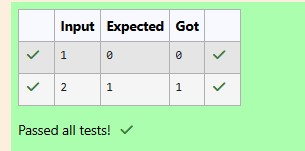 Input Expected Got
1 0 0
2 1 1
Passed all tests!